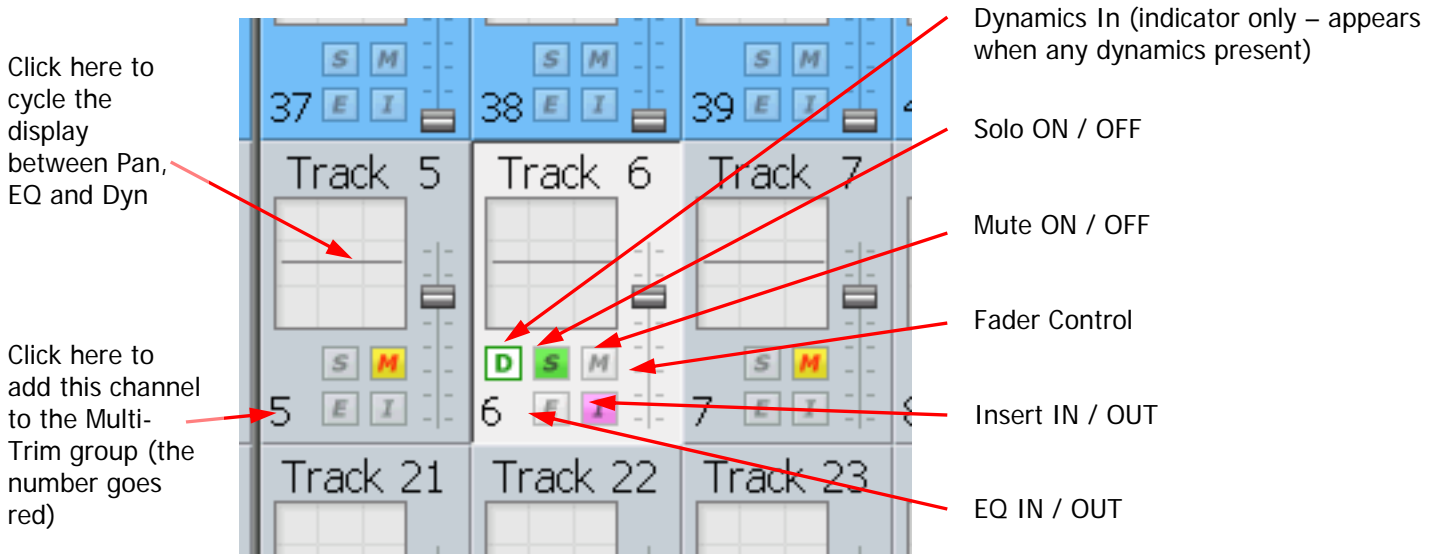 Click here to
cycle the
display
between Pan,
EQ and Dyn
Click here to
add this channel
to the Multi-
Trim group (the
number goes
red)
S M S M S M
37 E I 38 E I 39 E I
Track 5 Track 6 Track 7
S M D S M S M
5 E I 6 E I 7 E I
Track 21 Track 22 Track 23
Dynamics In (indicator only – appears
when any dynamics present)
Solo ON / OFF
Mute ON / OFF
Fader Control
Insert IN / OUT
EQ IN / OUT